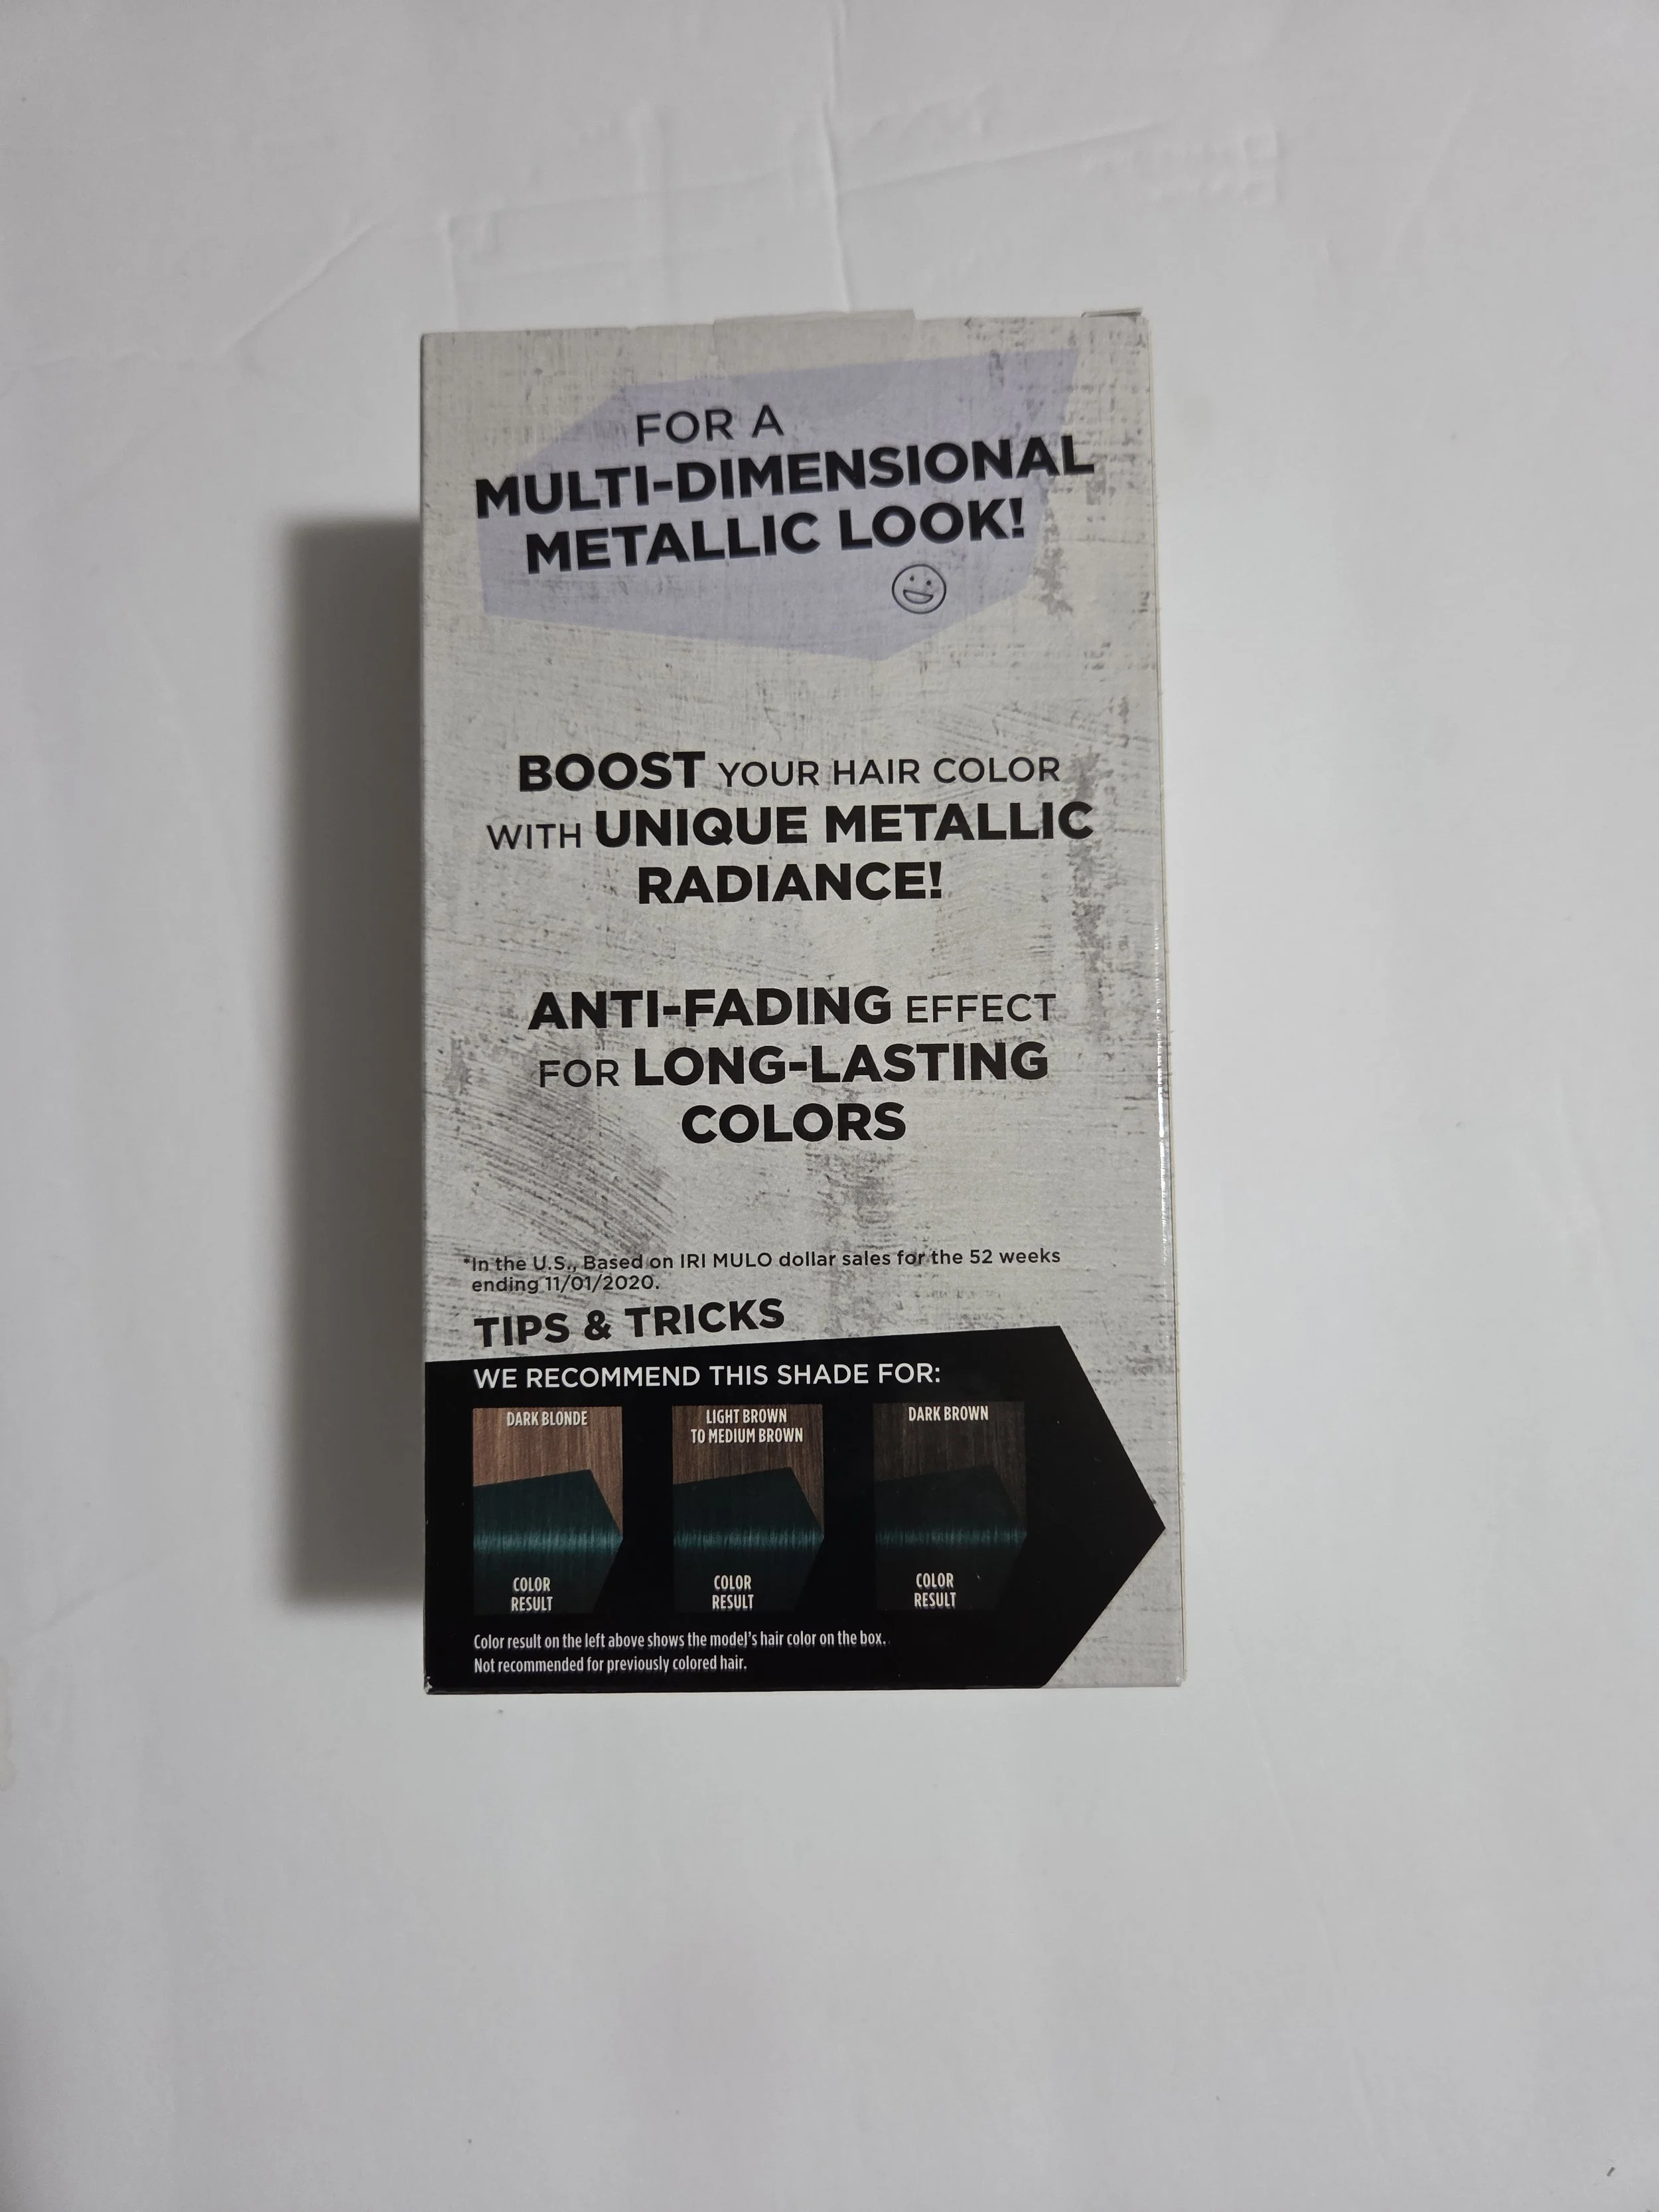 FOR A
MULTI-DIMENSIONAL
METALLIC LOOK!
BOOST YOUR HAIR COLOR
WITH UNIQUE METALLIC
RADIANCE!
ANTI-FADING EFFECT
FOR LONG-LASTING
COLORS
*In the U.S., Based on IRI MULO dollar sales for the 52 weeks
ending 11/01/2020.
TIPS & TRICKS
WE RECOMMEND THIS SHADE FOR:
DARK BLONDE
COLOR
RESULT
LIGHT BROWN
TO MEDIUM BROWN
COLOR
RESULT
DARK BROWN
COLOR
RESULT
Color result on the left above shows the model's hair color on the box.
Not recommended for previously colored hair.